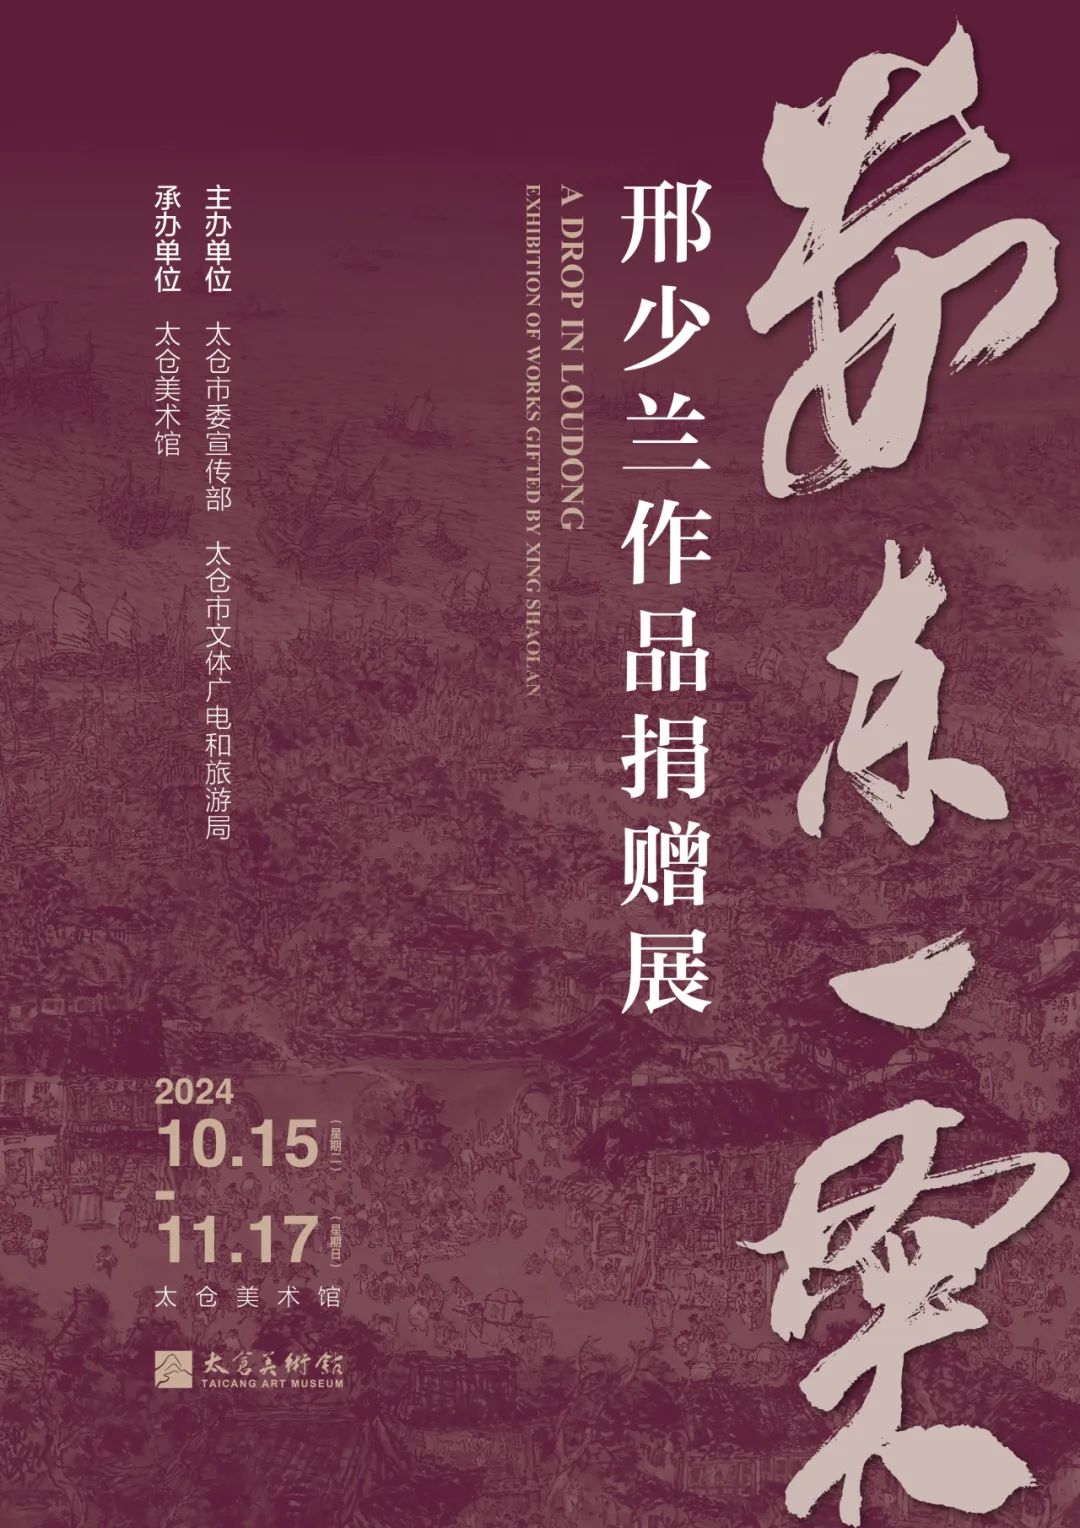 娄东一粟
邢少兰作品捐赠展
A DROP IN LOUDONG
EXHIBITION OF WORKS GIFTED BY XING SHAOLAN
主办单位 太仓市委宣传部 太仓市文体广电和旅游局
承办单位 太仓美术馆
2024
10.15(星期二)
-
11.17(星期日)
太仓美术馆
太倉美術館
TAICANG ART MUSEUM